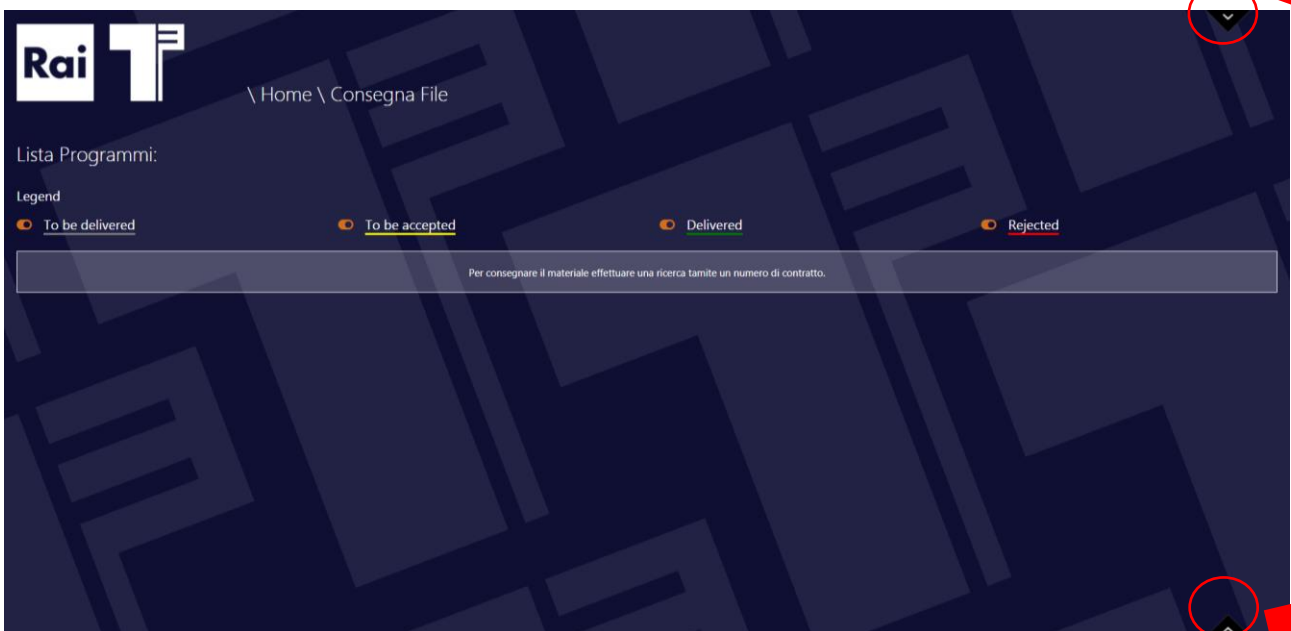 Rai
\ Home \ Consegna File
Lista Programmi:
Legend
To be delivered To be accepted Delivered Rejected
Per consegnare il materiale effettuare una ricerca tamite un numero di contratto.